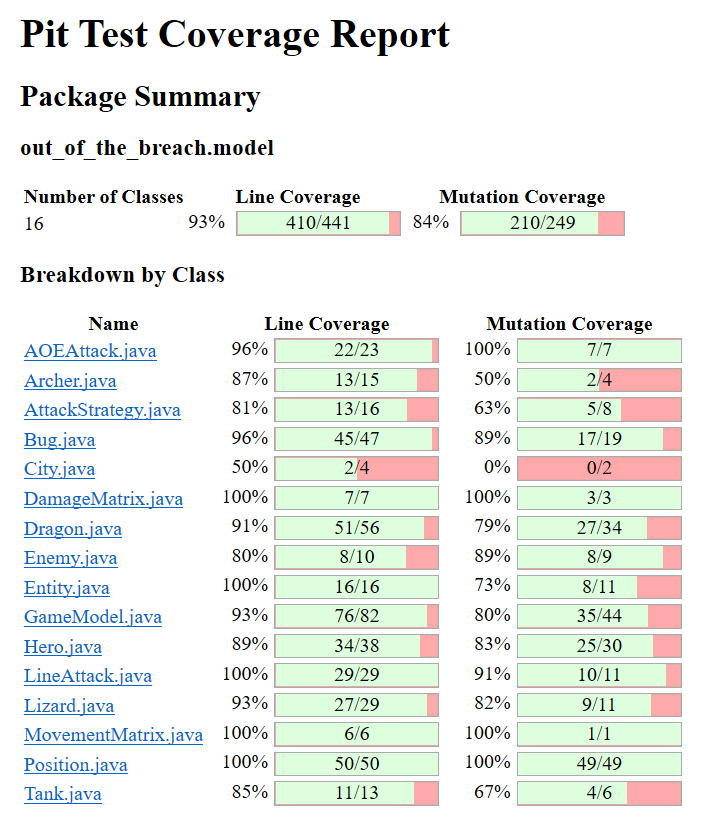 Pit Test Coverage Report
Package Summary
out_of_the_breach.model
Number of Classes Line Coverage Mutation Coverage
16 93% 410/441 84% 210/249
Breakdown by Class
Name Line Coverage Mutation Coverage
AOEAttack.java 96% 22/23 100% 7/7
Archer.java 87% 13/15 50% 2/4
AttackStrategy.java 81% 13/16 63% 5/8
Bug.java 96% 45/47 89% 17/19
City.java 50% 2/4 0% 0/2
DamageMatrix.java 100% 7/7 100% 3/3
Dragon.java 91% 51/56 79% 27/34
Enemy.java 80% 8/10 89% 8/9
Entity.java 100% 16/16 73% 8/11
GameModel.java 93% 76/82 80% 35/44
Hero.java 89% 34/38 83% 25/30
LineAttack.java 100% 29/29 91% 10/11
Lizard.java 93% 27/29 82% 9/11
MovementMatrix.java 100% 6/6 100% 1/1
Position.java 100% 50/50 100% 49/49
Tank.java 85% 11/13 67% 4/6